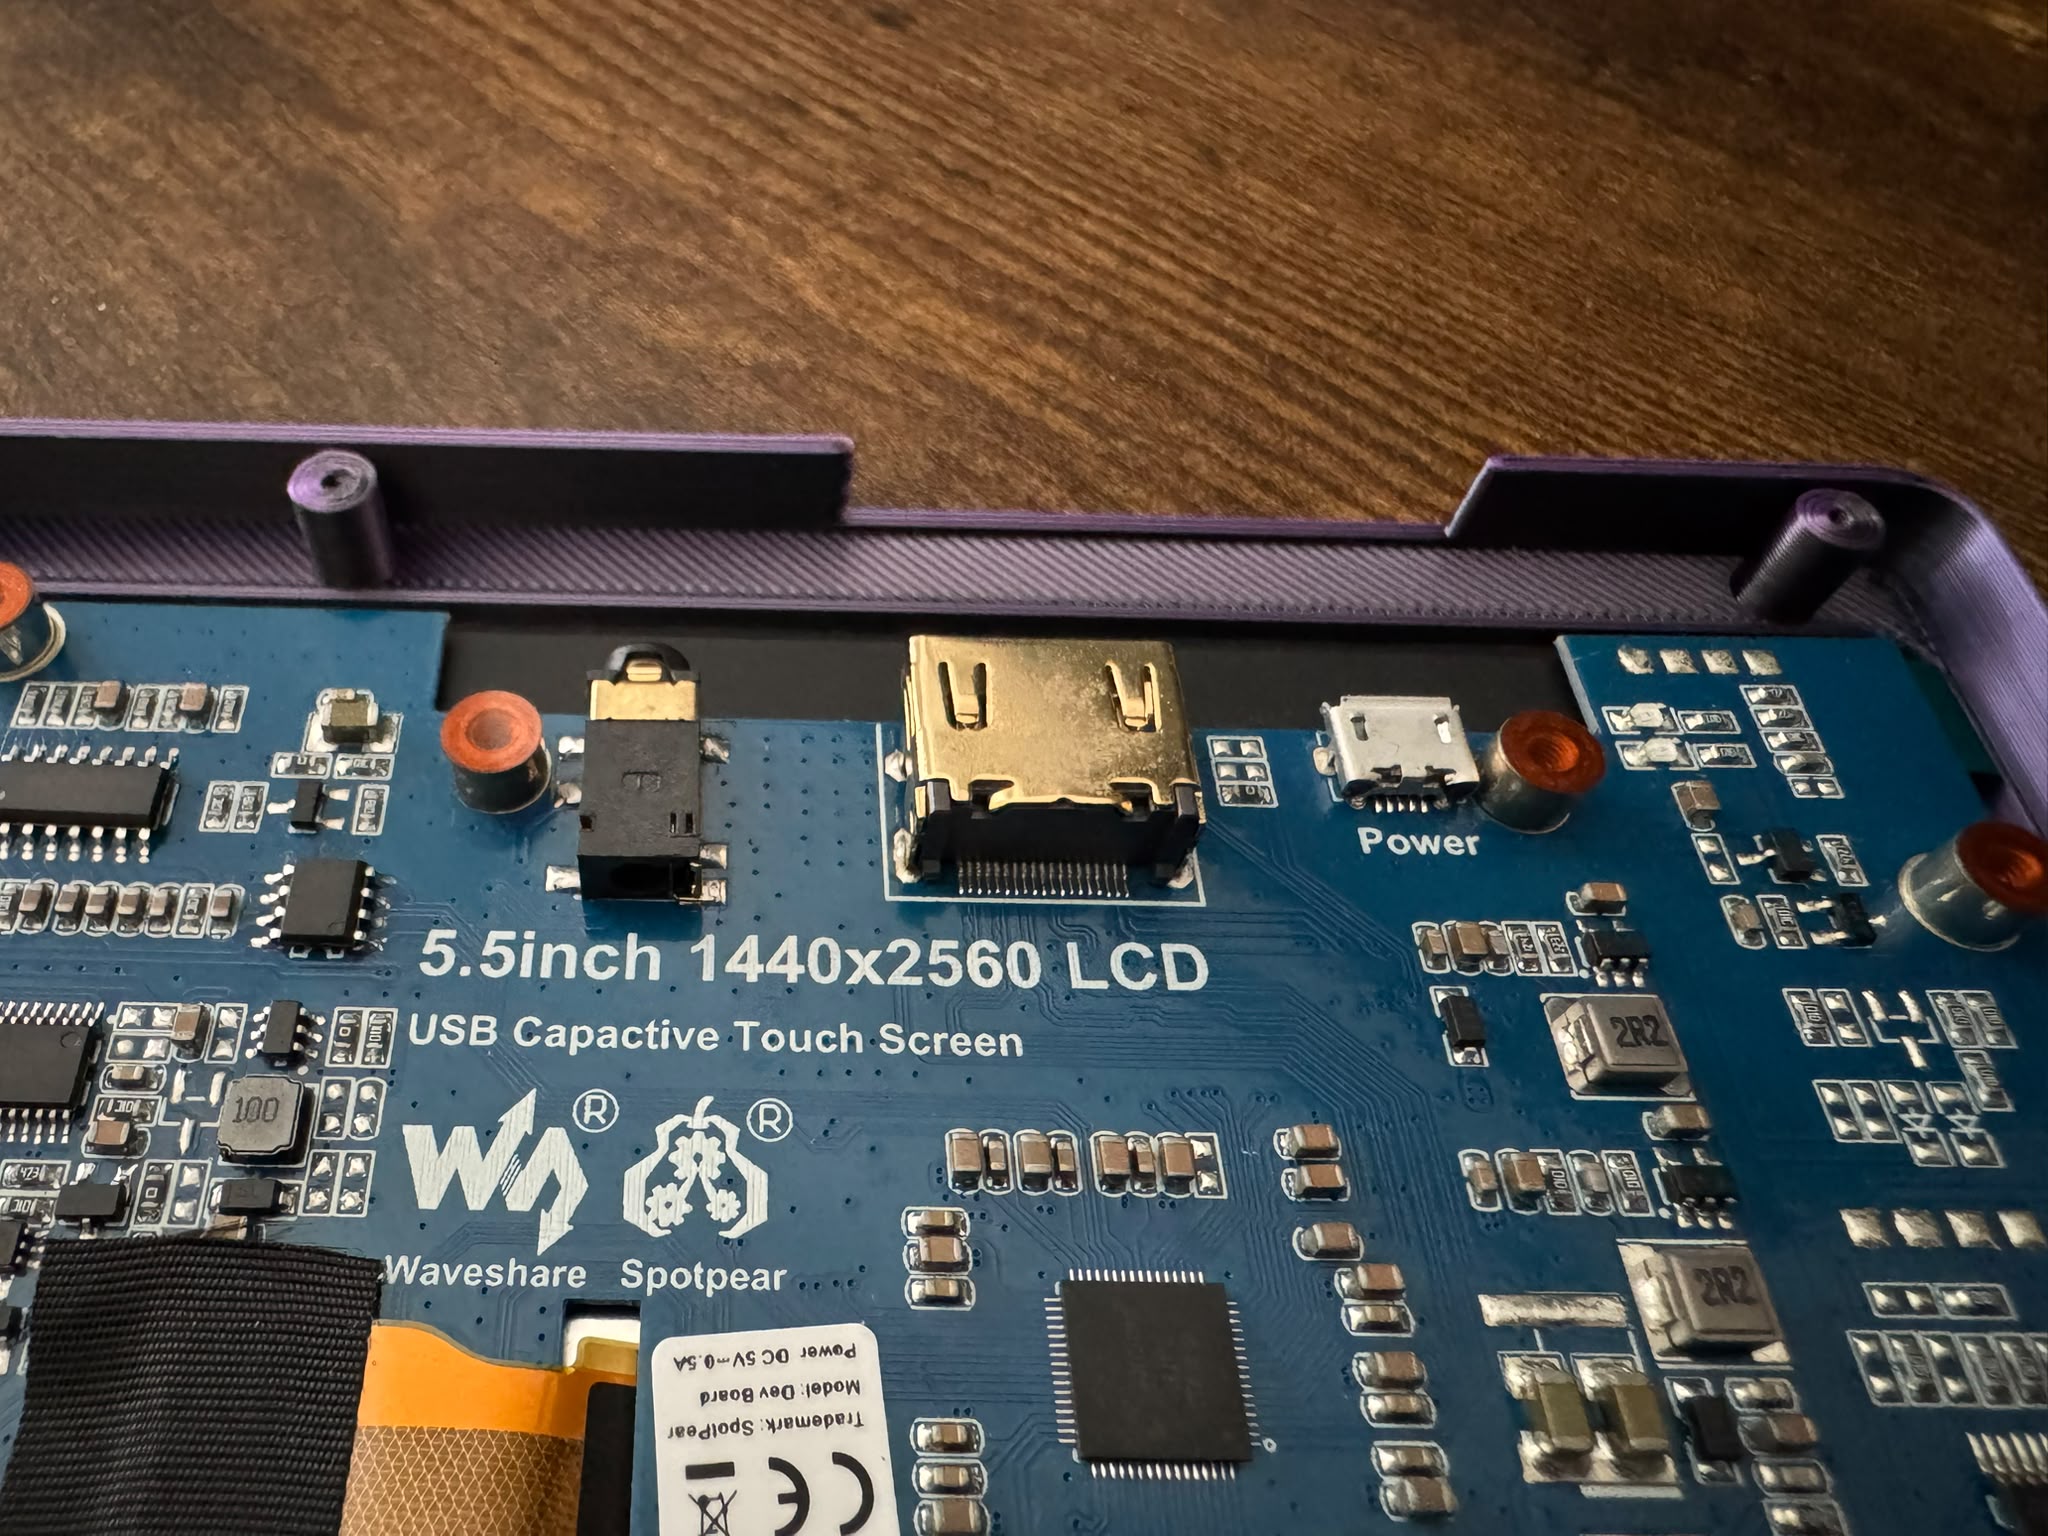 Power
5.5inch 1440x2560 LCD
USB Capactive Touch Screen
2R2
100
®
®
Waveshare Spotpear
2R2
Power DC 5V⎓0.5A
Model: Dev Board
Trademark: SpotPear
CE